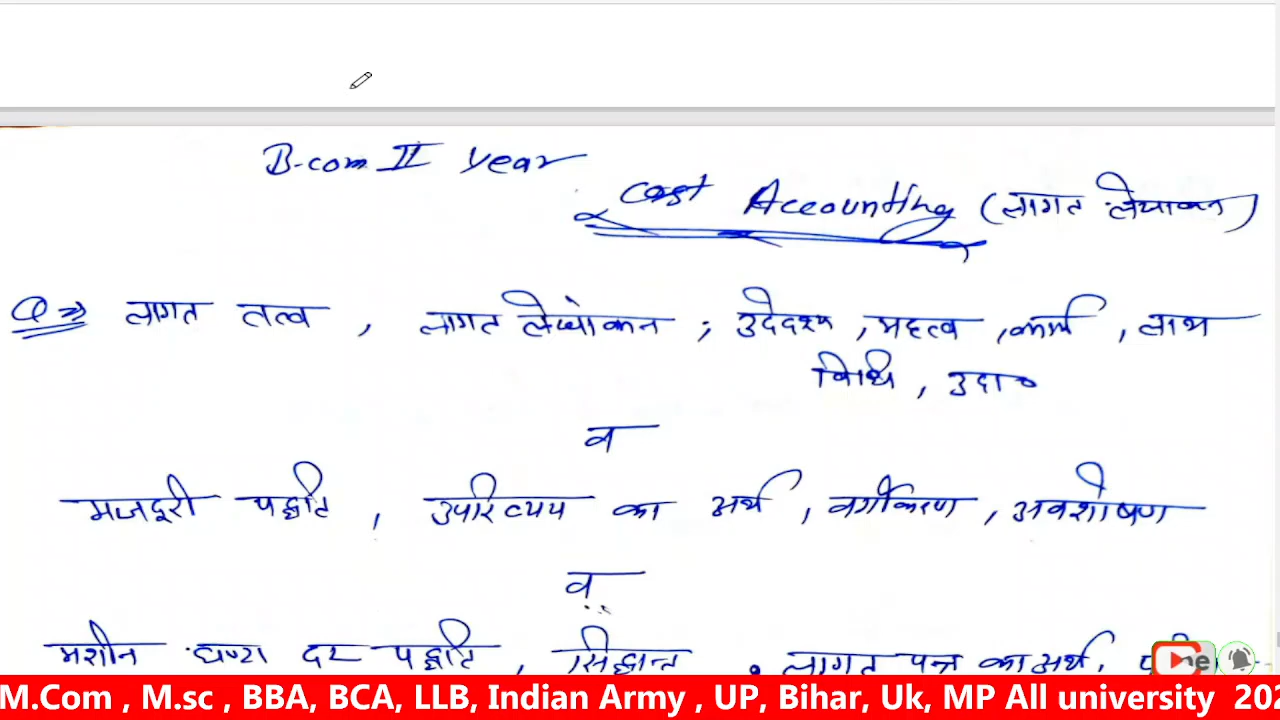 B.com II Year
Cost Accounting (लागत लेखांकन)
Q ⇒ लागत तत्व , लागत लेखांकन , उद्देश्य , महत्व , कार्य , लाभ
विधि , उदा०
व
मजदूरी पद्धति , उपरिव्यय का अर्थ , वर्गीकरण , अवशोषण
व
मशीन घण्टा दर पद्धति , सिद्धान्त . लागत पत्र का अर्थ,
M.Com , M.sc , BBA, BCA, LLB, Indian Army , UP, Bihar, Uk, MP All university